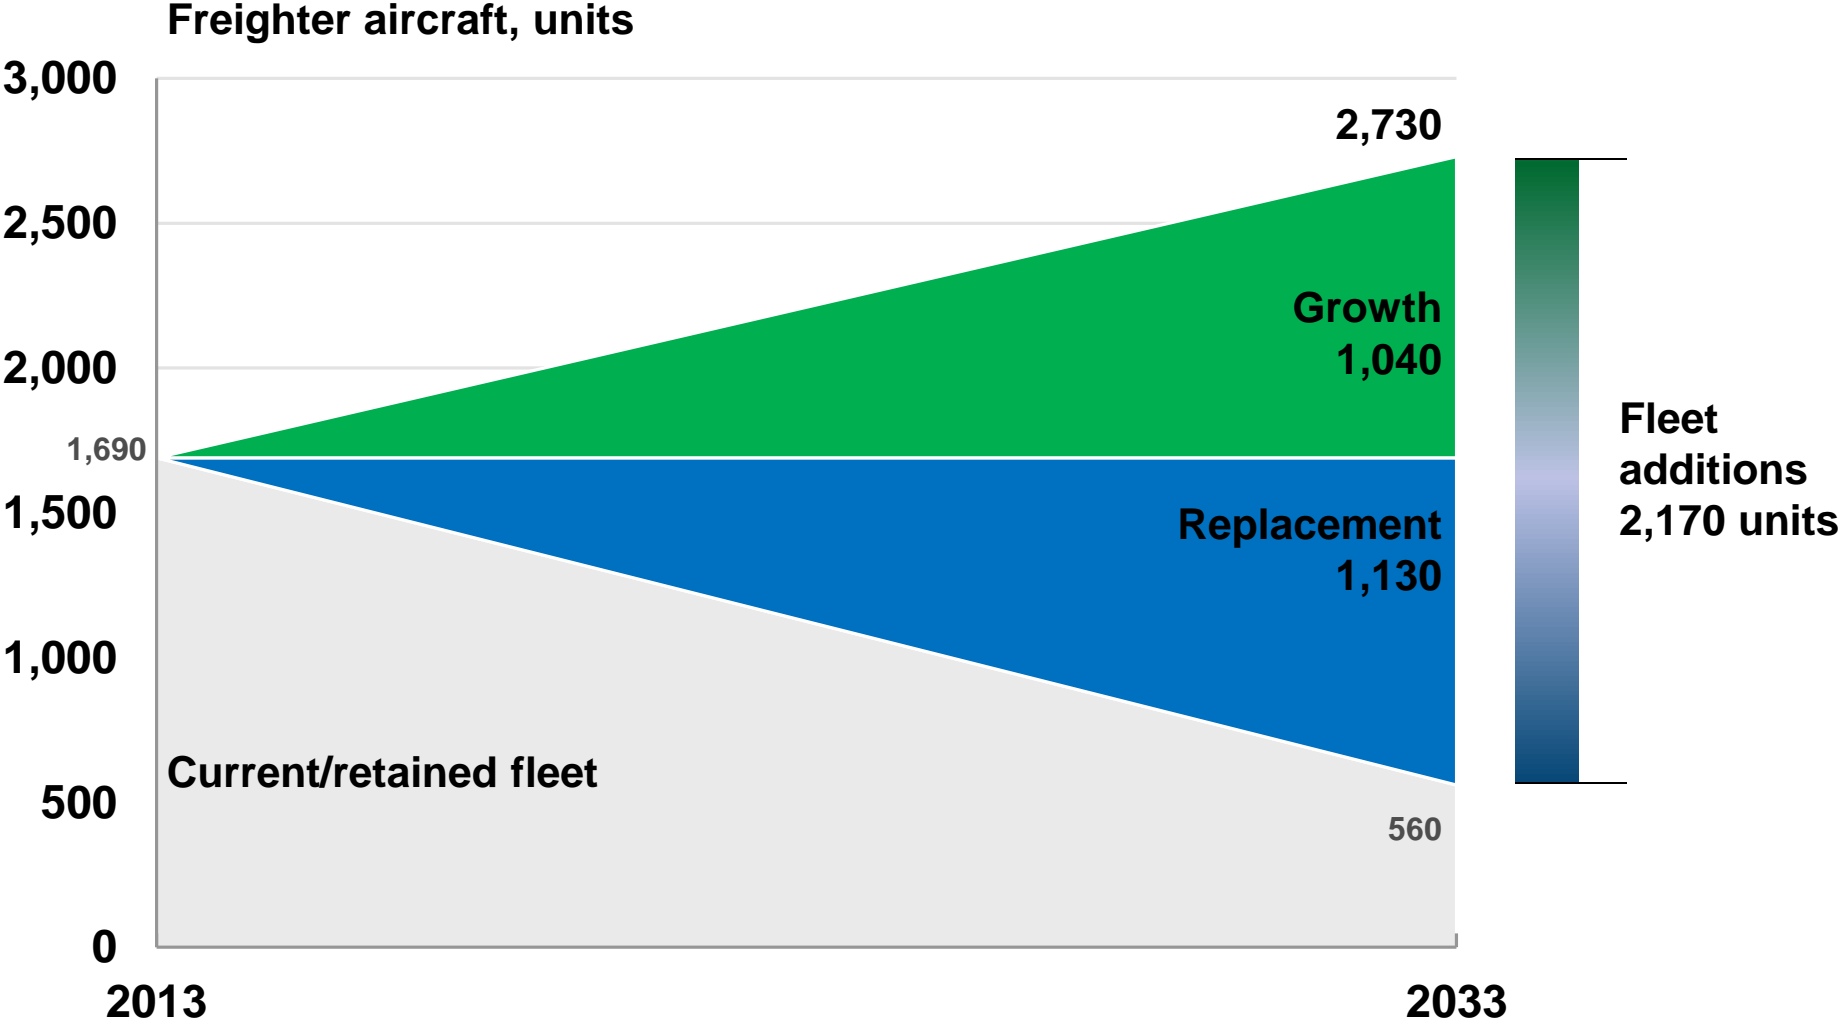 Freighter aircraft, units
3,000
2,730
2,500
Growth
1,040
2,000
Fleet
additions
2,170 units
1,690
1,500
Replacement
1,130
1,000
Current/retained fleet
500
560
0
2013
2033